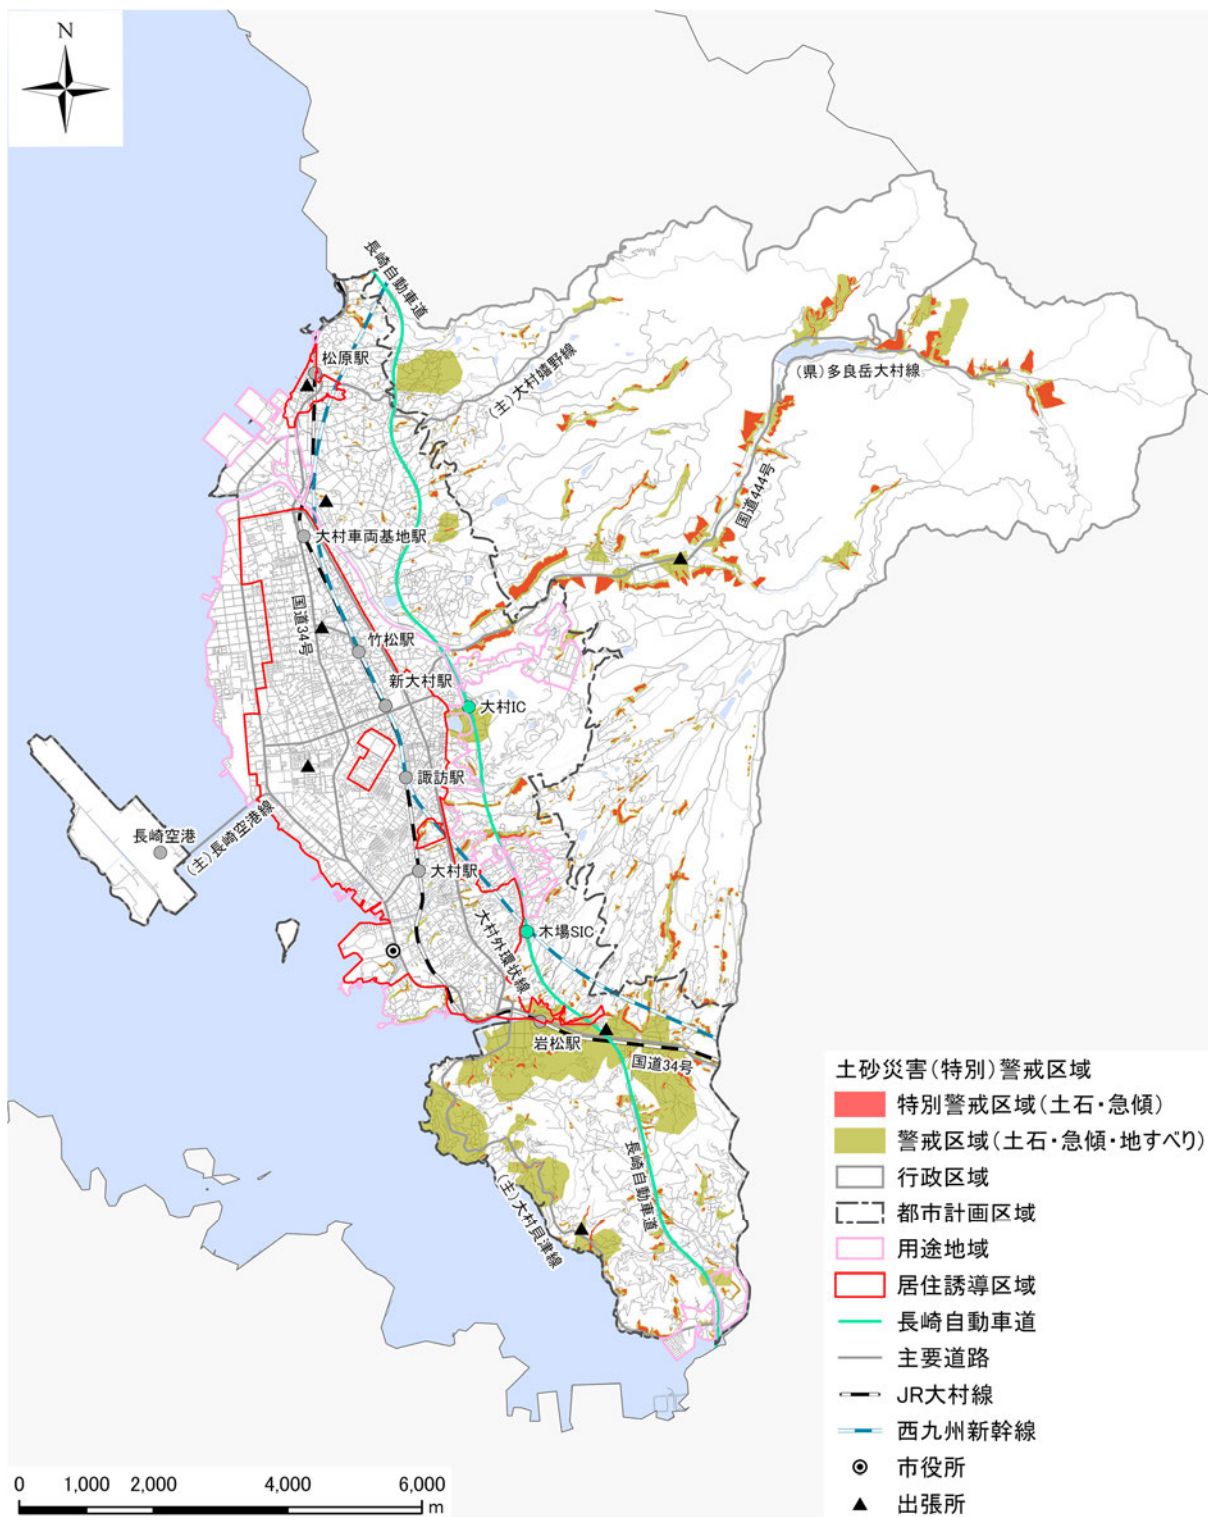 N
長崎自動車道
松原駅
(主)大村嬉野線
(県)多良岳大村線
国道444号
大村車両基地駅
国道34号
竹松駅
新大村駅
大村IC
諏訪駅
長崎空港
(主)長崎空港線
大村駅
大村外環状線
木場SIC
岩松駅
国道34号
長崎自動車道
(主)大村貝津線
土砂災害(特別)警戒区域
特別警戒区域(土石・急傾)
警戒区域(土石・急傾・地すべり)
行政区域
都市計画区域
用途地域
居住誘導区域
長崎自動車道
主要道路
JR大村線
西九州新幹線
市役所
出張所
0 1,000 2,000 4,000 6,000
m